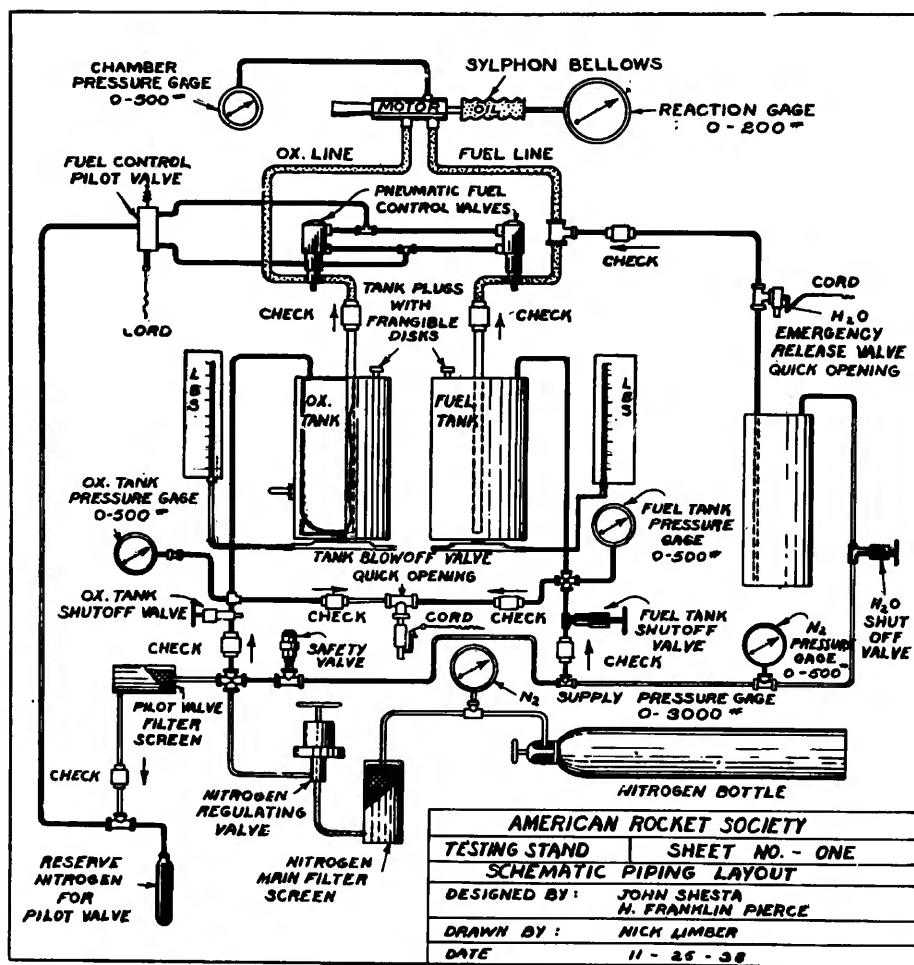 CHAMBER
PRESSURE GAGE
0-500#
SYLPHON BELLOWS
MOTOR
OIL
REACTION GAGE
0-200#
OX. LINE
FUEL LINE
FUEL CONTROL
PILOT VALVE
PNEUMATIC FUEL
CONTROL VALVES
CHECK
CORD
H2O
EMERGENCY
RELEASE VALVE
QUICK OPENING
LORD
CHECK
TANK PLUGS
WITH
FRANGIBLE
DISKS
CHECK
LBS
OX.
TANK
FUEL
TANK
LBS
OX. TANK
PRESSURE GAGE
0-500#
FUEL TANK
PRESSURE
GAGE
0-500#
TANK BLOWOFF VALVE
QUICK OPENING
OX. TANK
SHUTOFF VALVE
CHECK
CHECK
CORD
FUEL TANK
SHUTOFF
VALVE
H2O
SHUT
OFF
VALVE
CHECK
SAFETY
VALVE
CHECK
N2
PRESSURE
GAGE
0-500#
PILOT VALVE
FILTER
SCREEN
N2
SUPPLY PRESSURE GAGE
0-3000#
CHECK
NITROGEN
REGULATING
VALVE
NITROGEN BOTTLE
RESERVE
NITROGEN
FOR
PILOT VALVE
NITROGEN
MAIN FILTER
SCREEN
AMERICAN ROCKET SOCIETY
TESTING STAND SHEET NO. - ONE
SCHEMATIC PIPING LAYOUT
DESIGNED BY: JOHN SHESTA
H. FRANKLIN PIERCE
DRAWN BY: NICK LIMBER
DATE 11-25-38